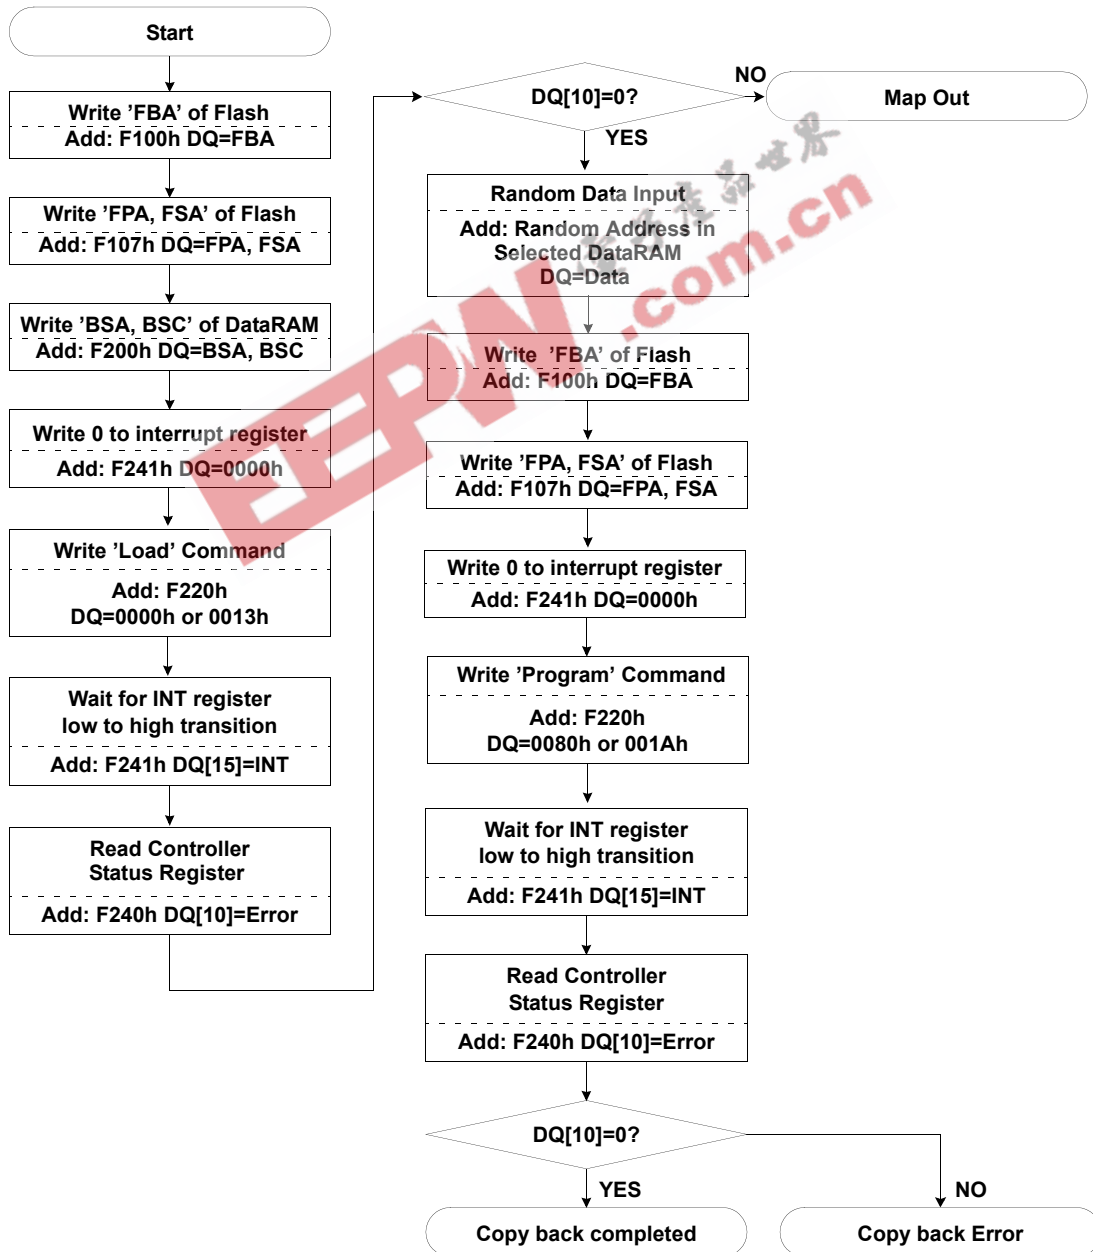 Start
Write ’FBA’ of Flash
Add: F100h DQ=FBA
Write ’FPA, FSA’ of Flash
Add: F107h DQ=FPA, FSA
Write ’BSA, BSC’ of DataRAM
Add: F200h DQ=BSA, BSC
Write 0 to interrupt register
Add: F241h DQ=0000h
Write ’Load’ Command
Add: F220h
DQ=0000h or 0013h
Wait for INT register
low to high transition
Add: F241h DQ[15]=INT
Read Controller
Status Register
Add: F240h DQ[10]=Error
DQ[10]=0?
NO
Map Out
YES
Random Data Input
Add: Random Address in
Selected DataRAM
DQ=Data
Write ’FBA’ of Flash
Add: F100h DQ=FBA
Write ’FPA, FSA’ of Flash
Add: F107h DQ=FPA, FSA
Write 0 to interrupt register
Add: F241h DQ=0000h
Write ’Program’ Command
Add: F220h
DQ=0080h or 001Ah
Wait for INT register
low to high transition
Add: F241h DQ[15]=INT
Read Controller
Status Register
Add: F240h DQ[10]=Error
DQ[10]=0?
YES
NO
Copy back completed
Copy back Error
EEPW
.com.cn
产品世界